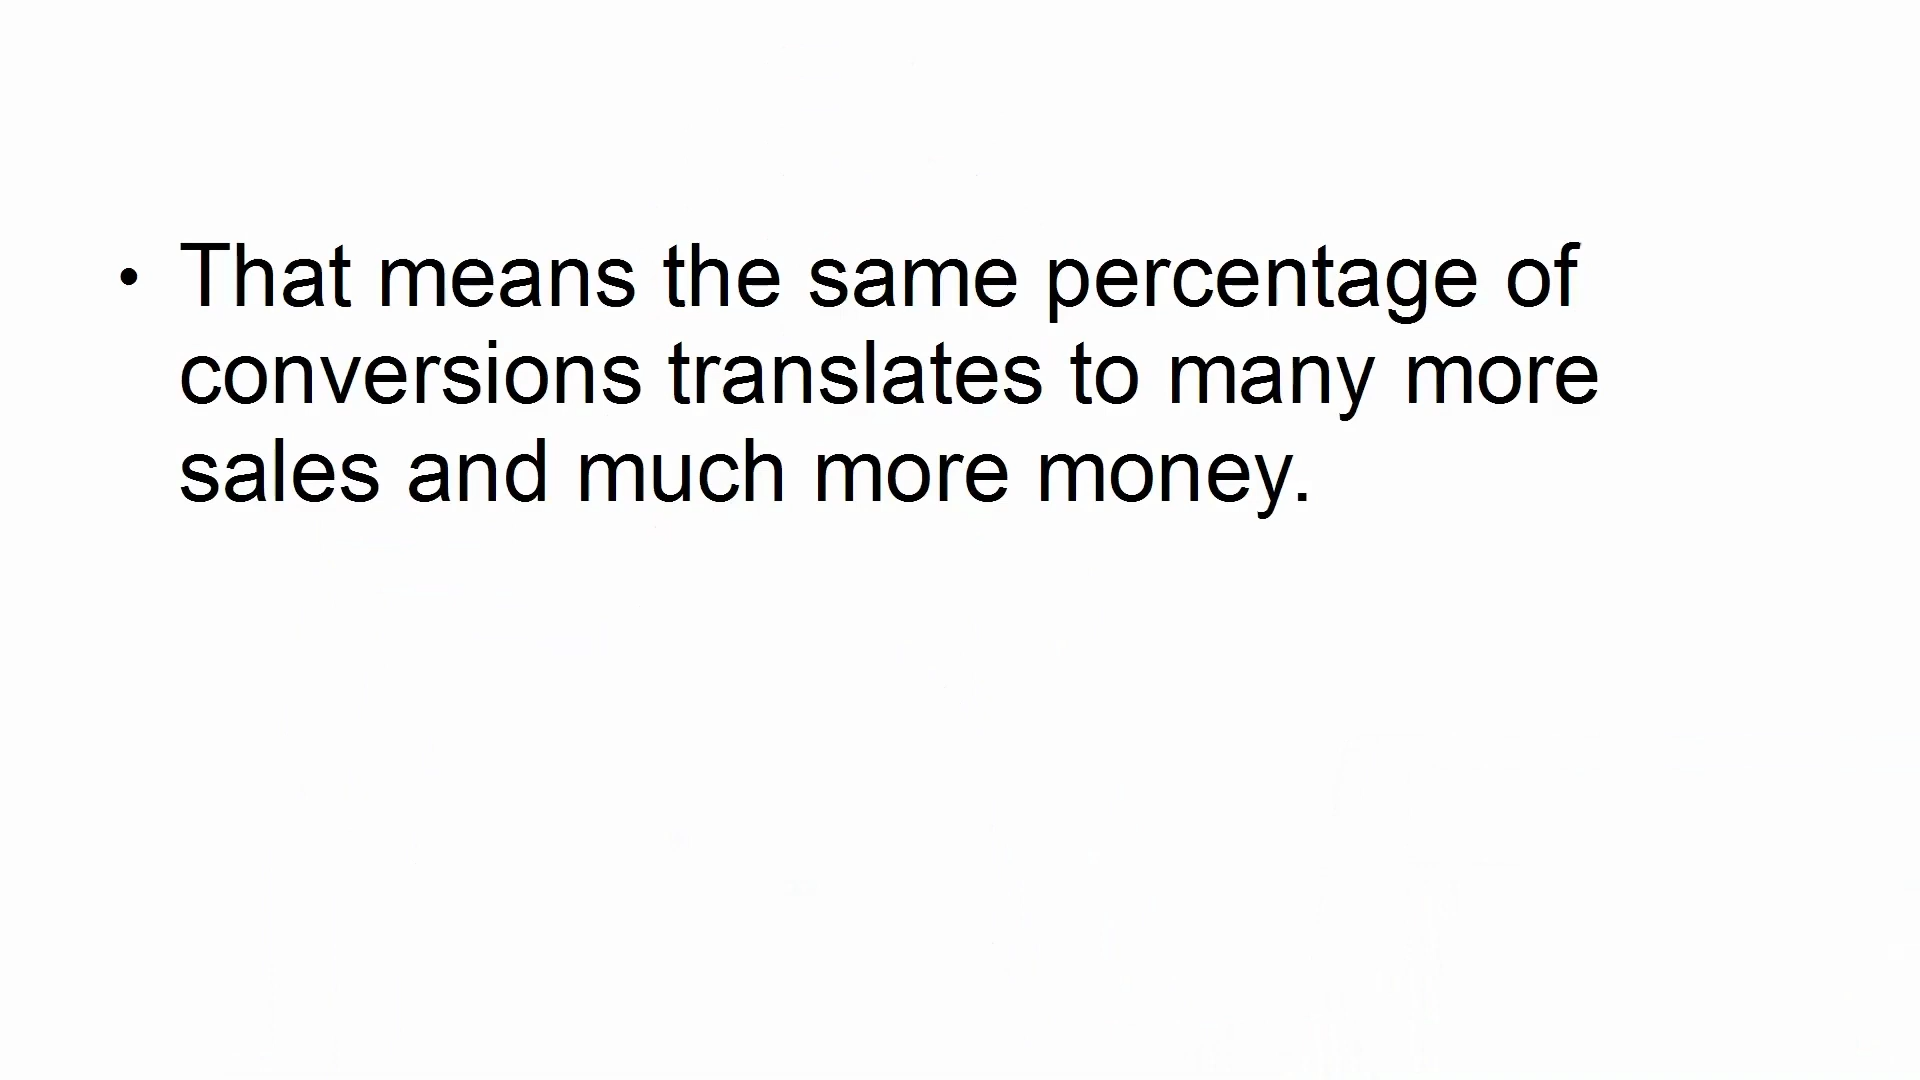 • That means the same percentage of
conversions translates to many more
sales and much more money.